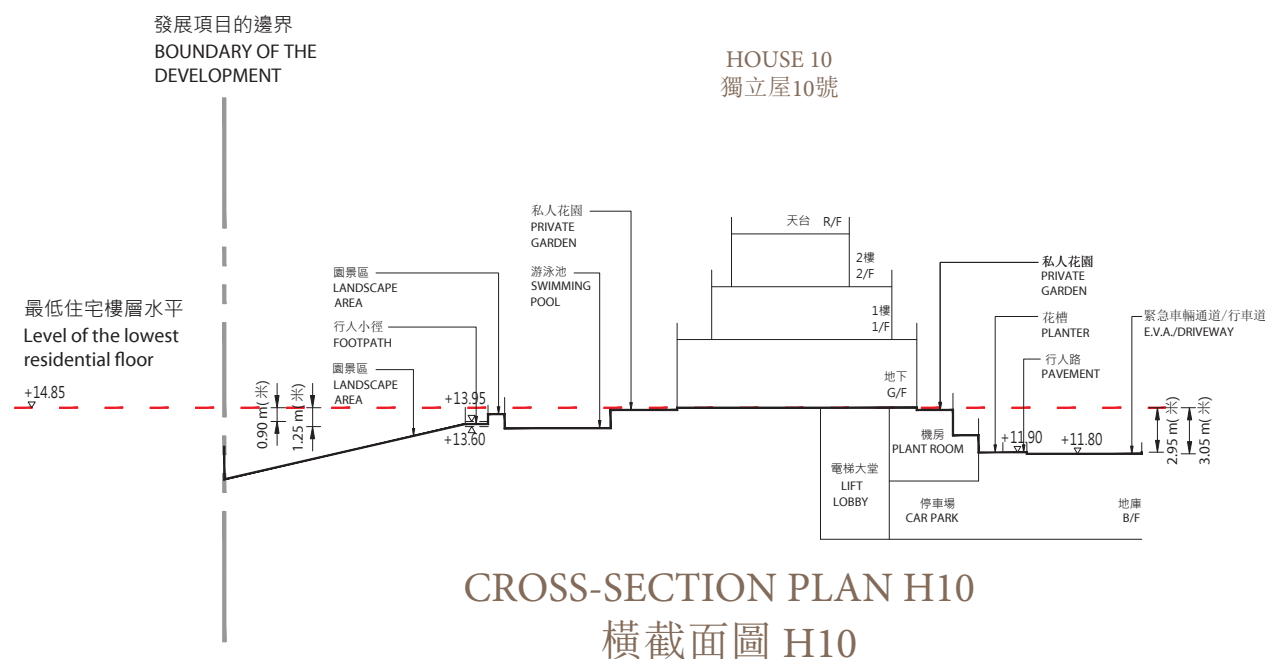 發展項目的邊界
BOUNDARY OF THE
DEVELOPMENT
HOUSE 10
獨立屋10號
最低住宅樓層水平
Level of the lowest
residential floor
+14.85
0.90 m(米)
1.25 m(米)
園景區
LANDSCAPE
AREA
行人小徑
FOOTPATH
園景區
LANDSCAPE
AREA
+13.95
+13.60
私人花園
PRIVATE
GARDEN
游泳池
SWIMMING
POOL
天台 R/F
2樓
2/F
1樓
1/F
地下
G/F
私人花園
PRIVATE
GARDEN
花槽
PLANTER
行人路
PAVEMENT
緊急車輛通道/行車道
E.V.A./DRIVEWAY
+11.90
+11.80
2.95 m(米)
3.05 m(米)
機房
PLANT ROOM
電梯大堂
LIFT
LOBBY
停車場
CAR PARK
地庫
B/F
CROSS-SECTION PLAN H10
橫截面圖 H10